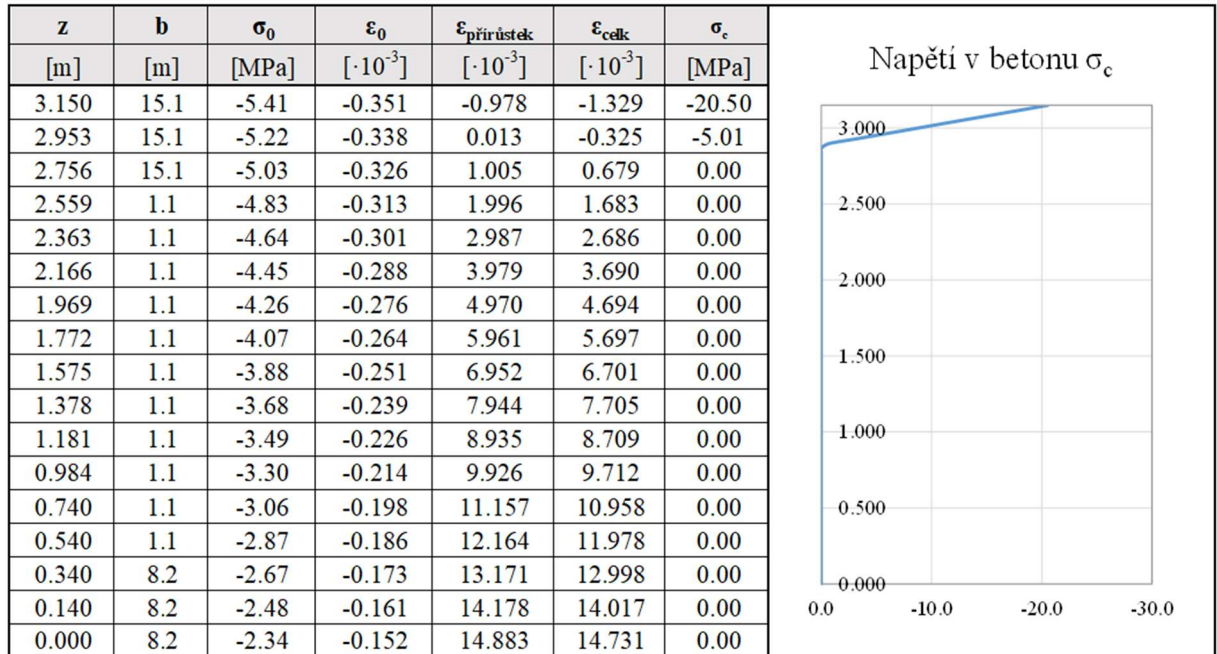 z b σ₀ ε₀ ε_přírůstek ε_celk σ_c
[m] [m] [MPa] [·10⁻³] [·10⁻³] [·10⁻³] [MPa]
3.150 15.1 -5.41 -0.351 -0.978 -1.329 -20.50
2.953 15.1 -5.22 -0.338 0.013 -0.325 -5.01
2.756 15.1 -5.03 -0.326 1.005 0.679 0.00
2.559 1.1 -4.83 -0.313 1.996 1.683 0.00
2.363 1.1 -4.64 -0.301 2.987 2.686 0.00
2.166 1.1 -4.45 -0.288 3.979 3.690 0.00
1.969 1.1 -4.26 -0.276 4.970 4.694 0.00
1.772 1.1 -4.07 -0.264 5.961 5.697 0.00
1.575 1.1 -3.88 -0.251 6.952 6.701 0.00
1.378 1.1 -3.68 -0.239 7.944 7.705 0.00
1.181 1.1 -3.49 -0.226 8.935 8.709 0.00
0.984 1.1 -3.30 -0.214 9.926 9.712 0.00
0.740 1.1 -3.06 -0.198 11.157 10.958 0.00
0.540 1.1 -2.87 -0.186 12.164 11.978 0.00
0.340 8.2 -2.67 -0.173 13.171 12.998 0.00
0.140 8.2 -2.48 -0.161 14.178 14.017 0.00
0.000 8.2 -2.34 -0.152 14.883 14.731 0.00
Napětí v betonu σ_c
3.000
2.500
2.000
1.500
1.000
0.500
0.000
0.0 -10.0 -20.0 -30.0